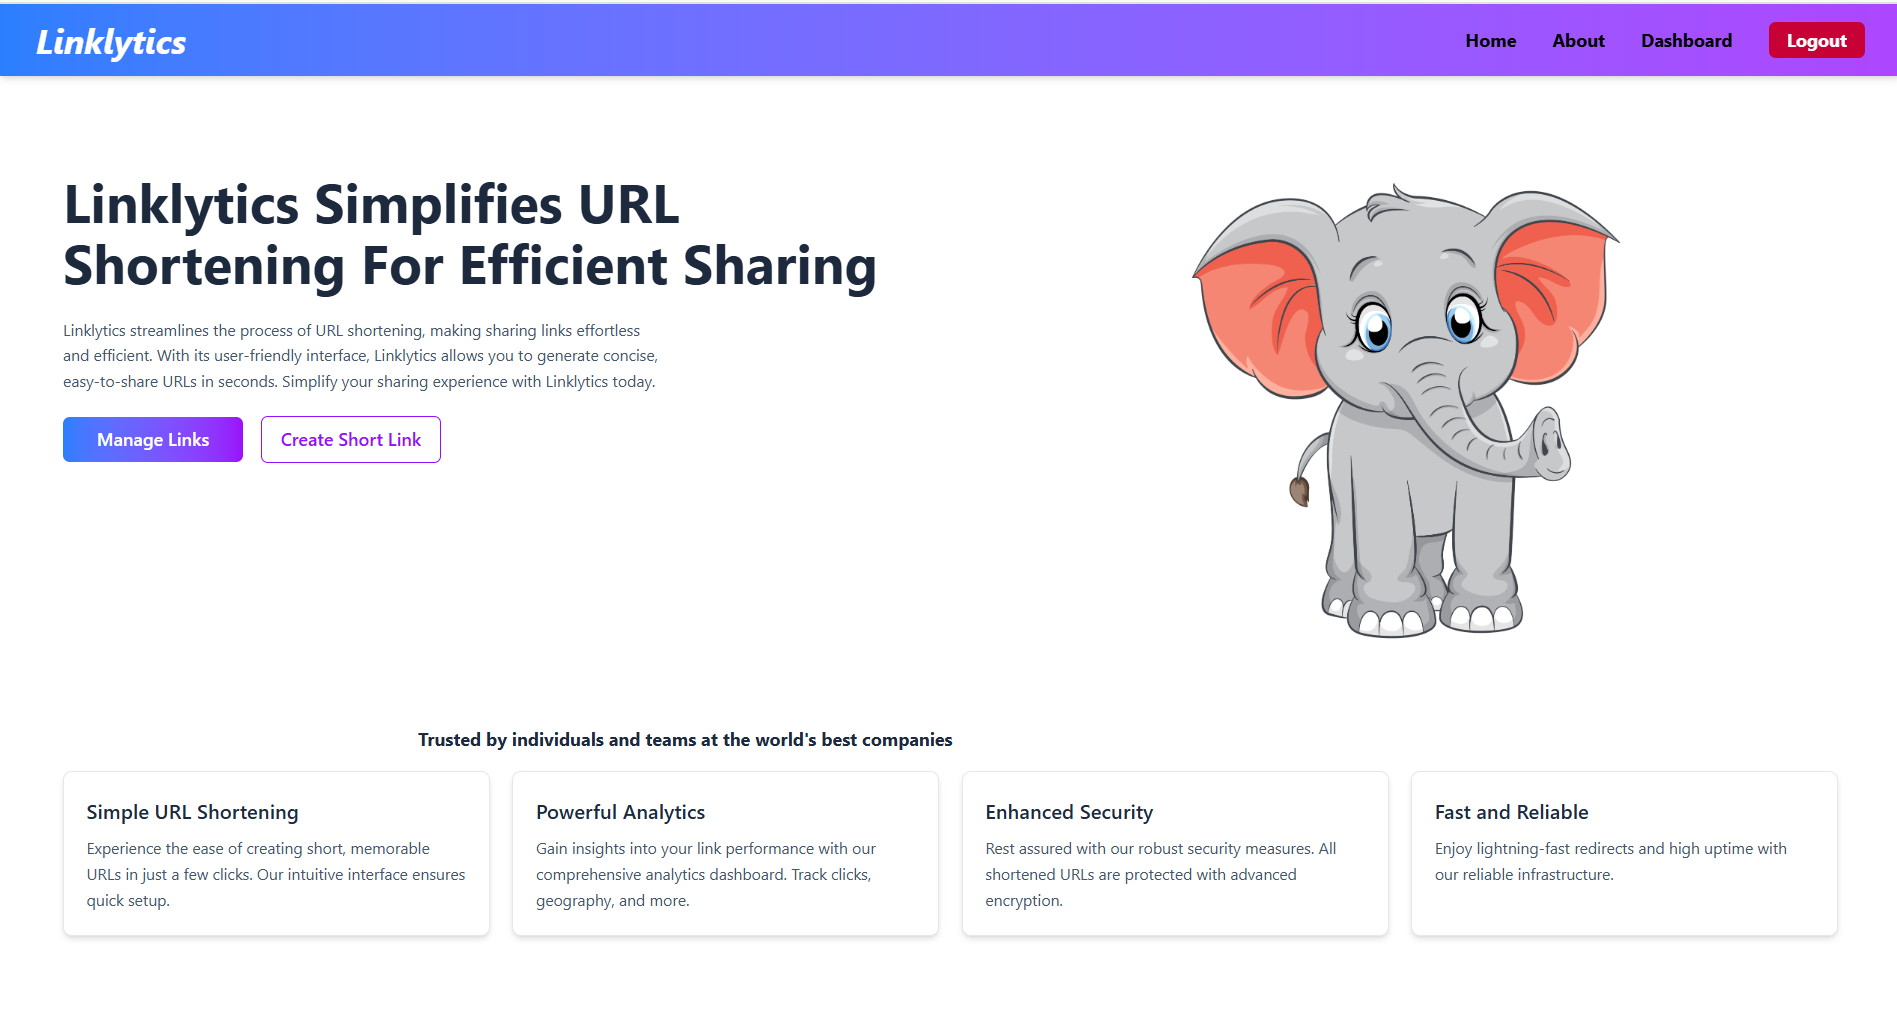 Linklytics
Home About Dashboard Logout
Linklytics Simplifies URL
Shortening For Efficient Sharing
Linklytics streamlines the process of URL shortening, making sharing links effortless
and efficient. With its user-friendly interface, Linklytics allows you to generate concise,
easy-to-share URLs in seconds. Simplify your sharing experience with Linklytics today.
Manage Links Create Short Link
Trusted by individuals and teams at the world's best companies
Simple URL Shortening
Experience the ease of creating short, memorable
URLs in just a few clicks. Our intuitive interface ensures
quick setup.
Powerful Analytics
Gain insights into your link performance with our
comprehensive analytics dashboard. Track clicks,
geography, and more.
Enhanced Security
Rest assured with our robust security measures. All
shortened URLs are protected with advanced
encryption.
Fast and Reliable
Enjoy lightning-fast redirects and high uptime with
our reliable infrastructure.